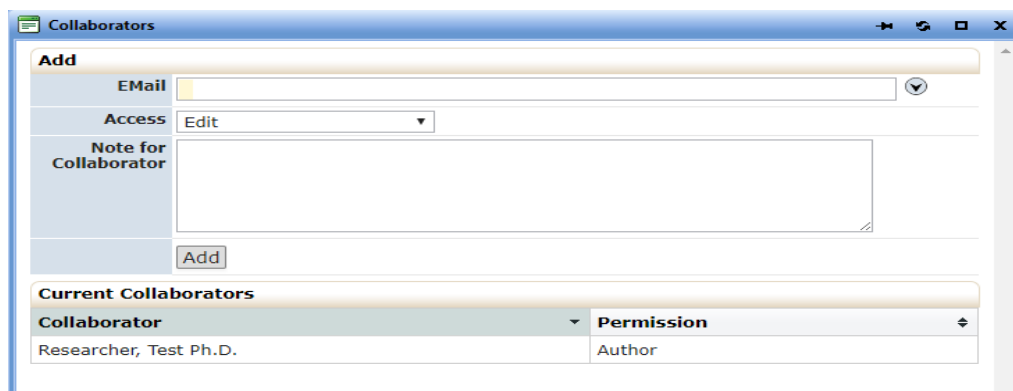 Collaborators
Add
EMail
Access Edit
Note for
Collaborator
Add
Current Collaborators
Collaborator Permission
Researcher, Test Ph.D. Author